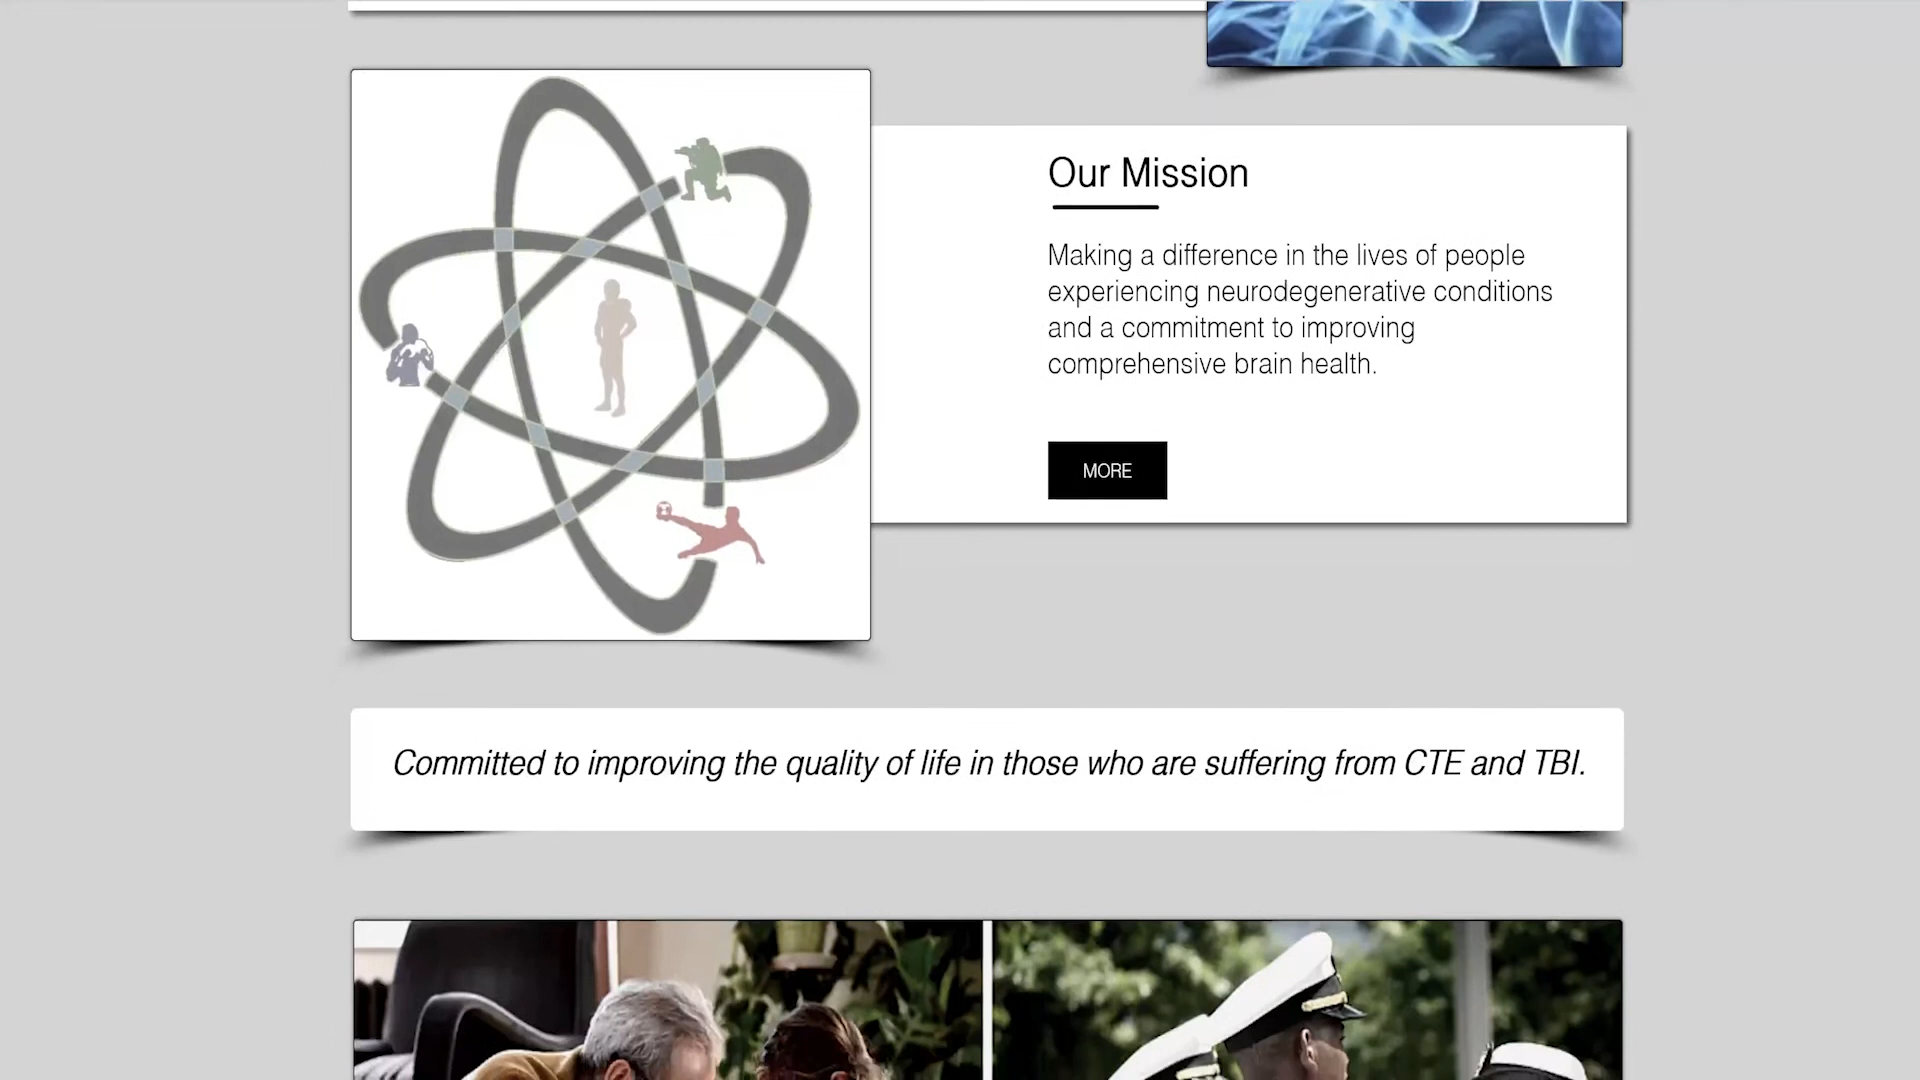 Our Mission
Making a difference in the lives of people
experiencing neurodegenerative conditions
and a commitment to improving
comprehensive brain health.
MORE
Committed to improving the quality of life in those who are suffering from CTE and TBI.